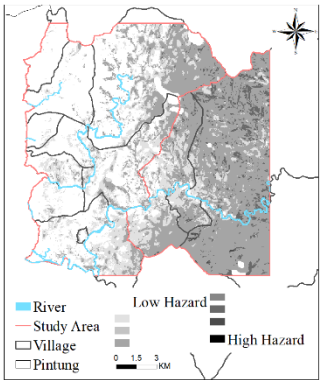 River
Study Area
Village
Pintung
Low Hazard
High Hazard
0 1.5 3
KM